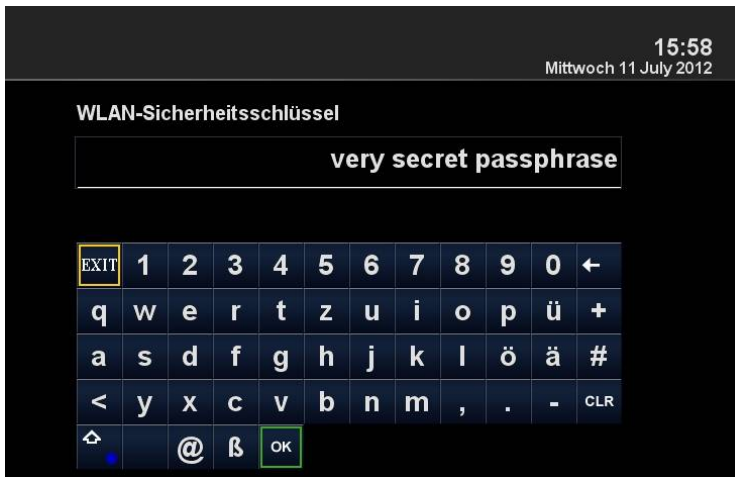 15:58
Mittwoch 11 July 2012
WLAN-Sicherheitsschlüssel
very secret passphrase
EXIT 1 2 3 4 5 6 7 8 9 0 ←
q w e r t z u i o p ü +
a s d f g h j k l ö ä #
< y x c v b n m , . - CLR
@ ß OK